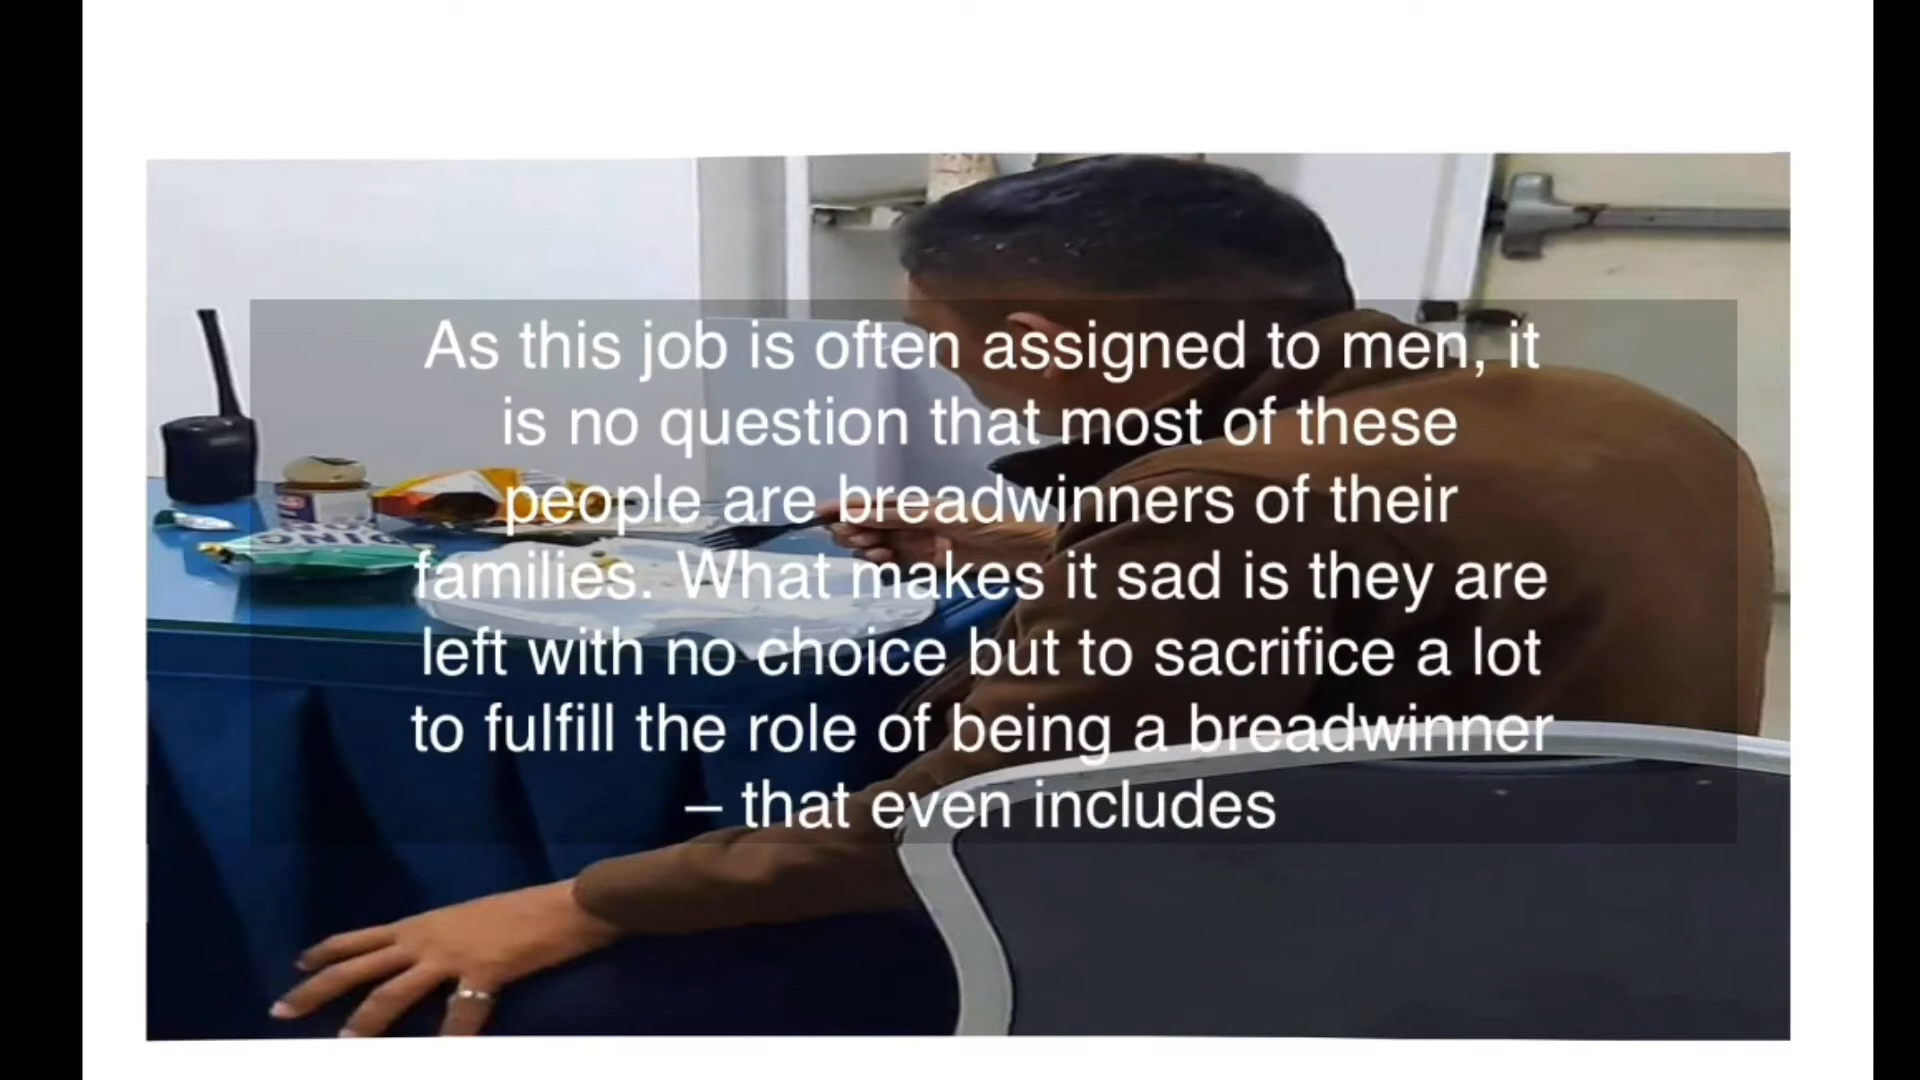 As this job is often assigned to men, it
is no question that most of these
people are breadwinners of their
families. What makes it sad is they are
left with no choice but to sacrifice a lot
to fulfill the role of being a breadwinner
– that even includes